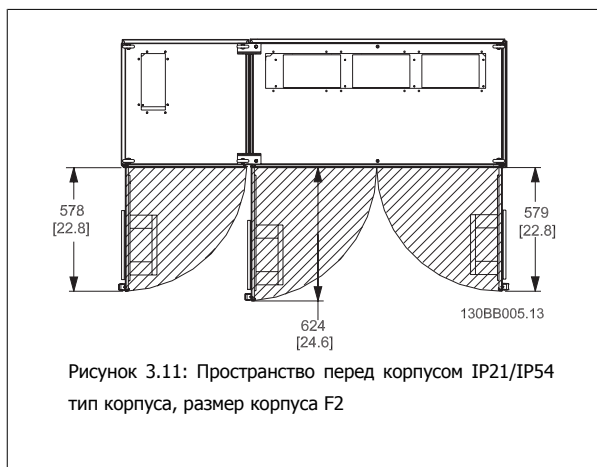 578
[22.8]
579
[22.8]
130BB005.13
624
[24.6]
Рисунок 3.11: Пространство перед корпусом IP21/IP54
тип корпуса, размер корпуса F2